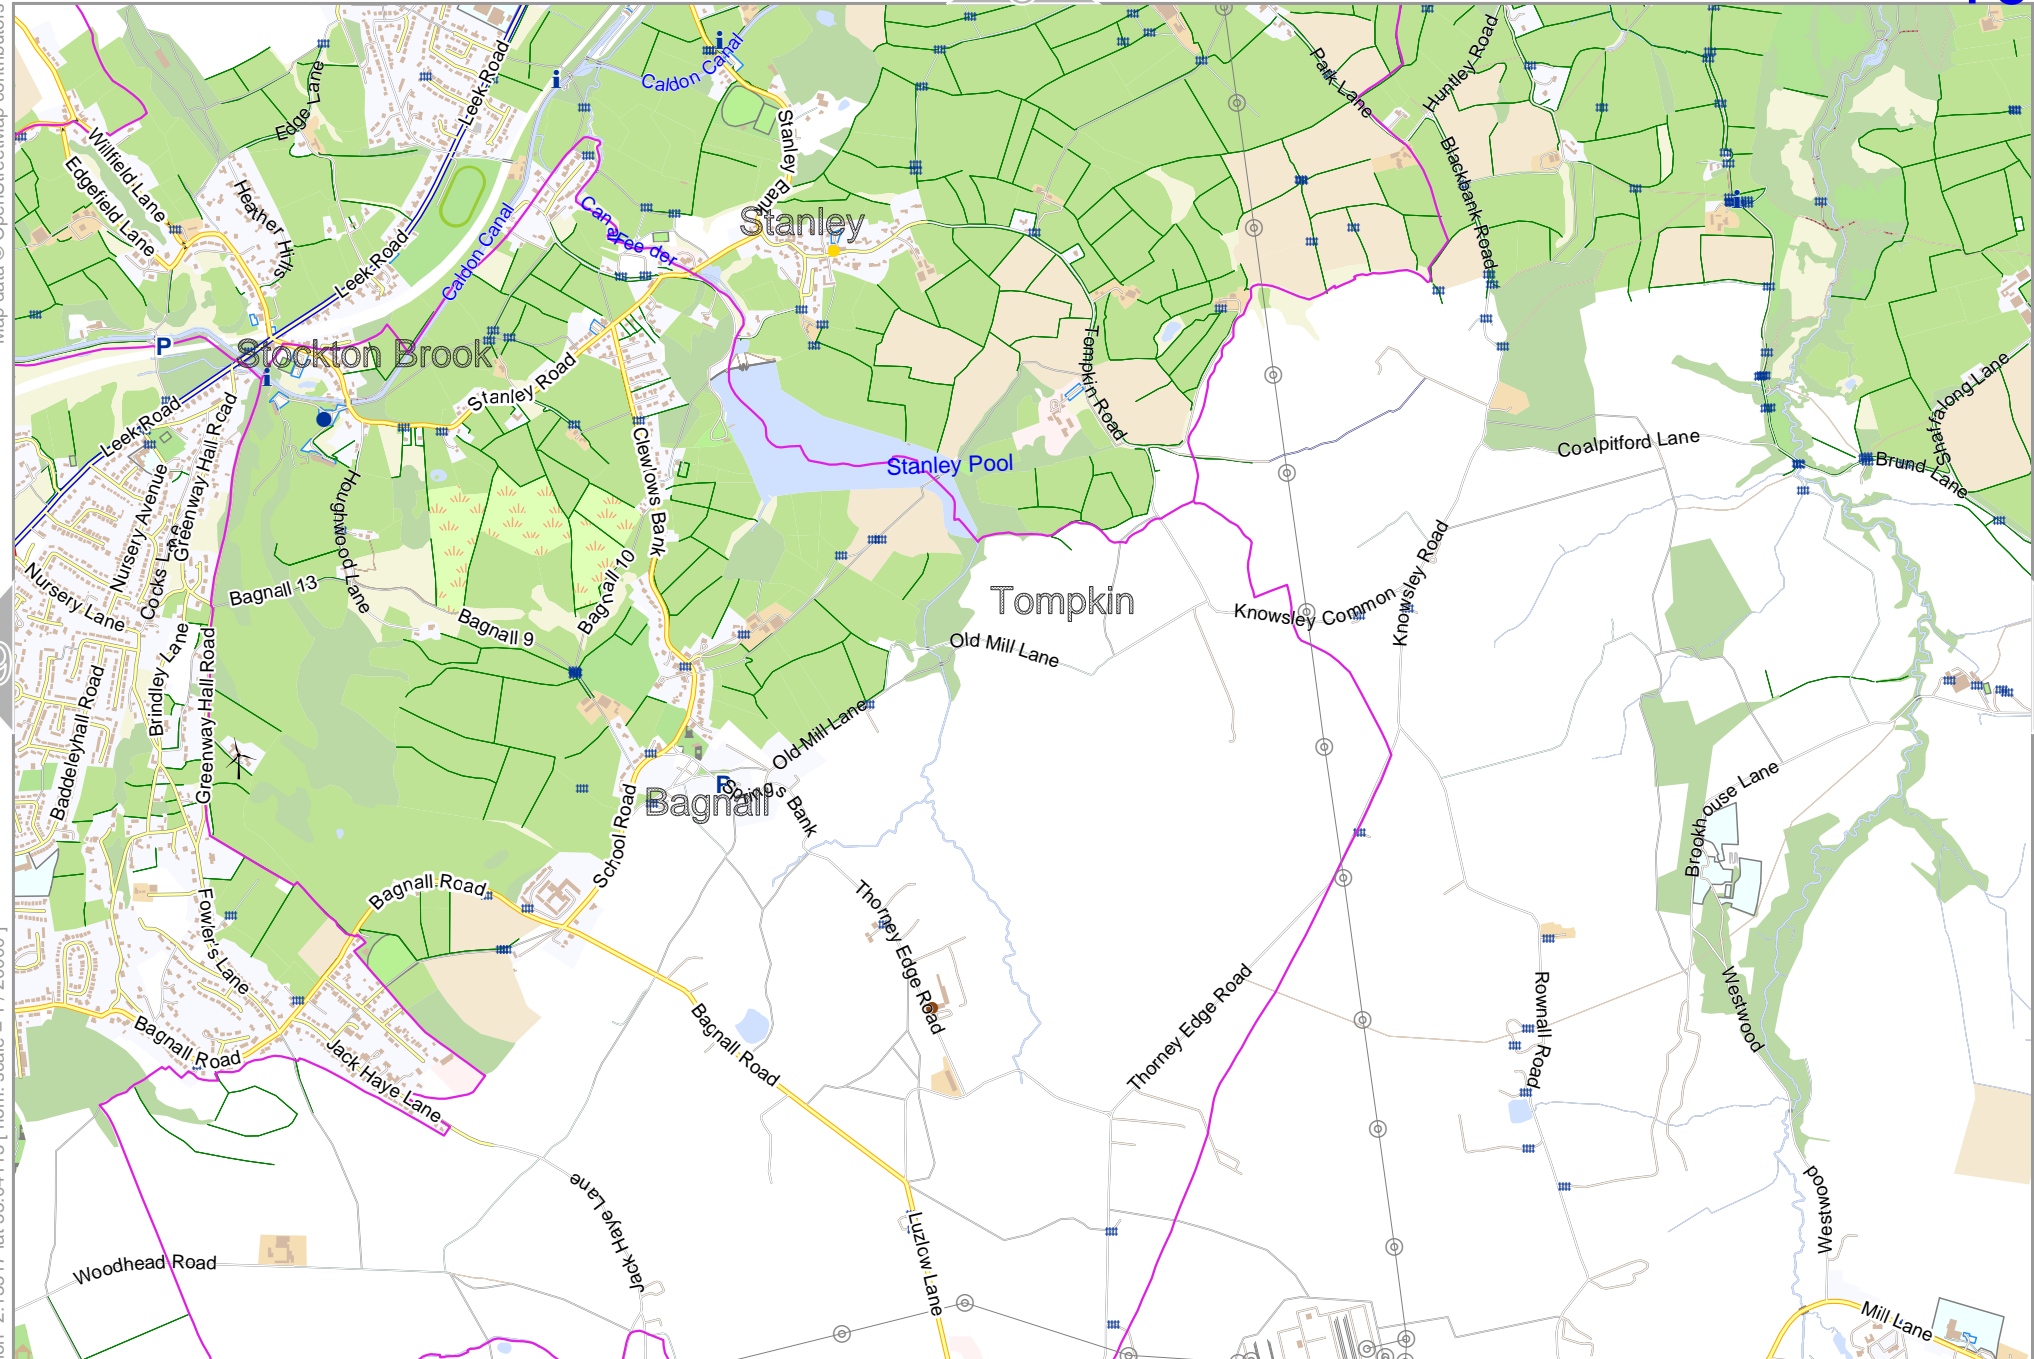 Edge Lane
Leek Road
Caldon Canal
Stanley Bank
Park Lane
Huntley Road
Willfield Lane
Edgefield Lane
Heather Hills
Blackbank Road
Canal Feeder
Stanley
Leek Road
Caldon Canal
P
Stockton Brook
Tompkin Road
Stanley Road
Shaffalong Lane
Leek Road
Greenway Hall Road
Clewlows Bank
Coalpitford Lane
Stanley Pool
Brund Lane
Houghwood Lane
Nursery Avenue
Cocks Lane
Nursery Lane
Bagnall 13
Bagnall 10
Bagnall 9
Tompkin
Knowsley Common
Knowsley Road
Old Mill Lane
Brindley Lane
Greenway Hall Road
Baddeleyhall Road
Old Mill Lane
P
Springs Bank
Bagnall
School Road
Brookhouse Lane
Bagnall Road
Fowler's Lane
Thorney Edge Road
Thorney Edge Road
Rownall Road
Westwood
Bagnall Road
Bagnall Road
Jack Haye Lane
Jack Haye Lane
Westwood
Woodhead Road
Luzlow Lane
Mill Lane